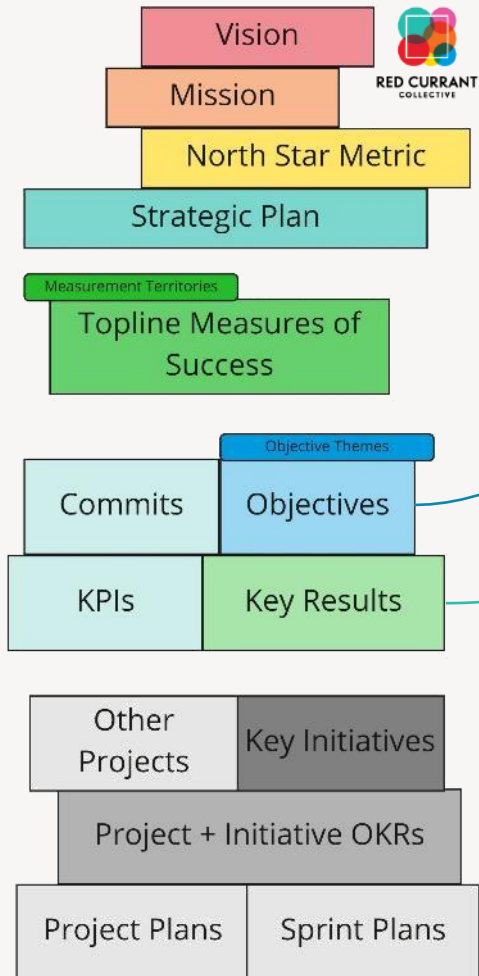 Vision
RED CURRANT
COLLECTIVE
Mission
North Star Metric
Strategic Plan
Measurement Territories
Topline Measures of
Success
Objective Themes
Commits
Objectives
KPIs
Key Results
Other
Projects
Key Initiatives
Project + Initiative OKRs
Project Plans
Sprint Plans